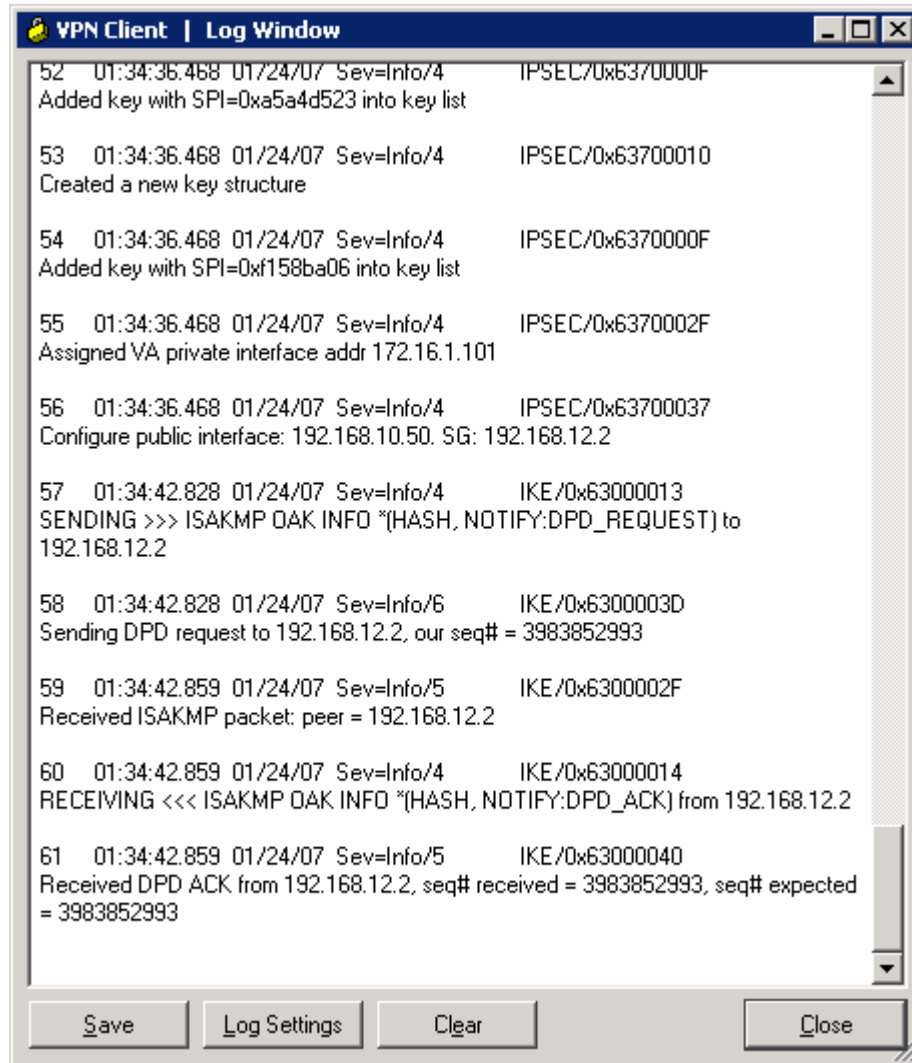 VPN Client | Log Window
52 01:34:36.468 01/24/07 Sev=Info/4 IPSEC/0x6370000F
Added key with SPI=0xa5a4d523 into key list
53 01:34:36.468 01/24/07 Sev=Info/4 IPSEC/0x63700010
Created a new key structure
54 01:34:36.468 01/24/07 Sev=Info/4 IPSEC/0x6370000F
Added key with SPI=0xf158ba06 into key list
55 01:34:36.468 01/24/07 Sev=Info/4 IPSEC/0x6370002F
Assigned VA private interface addr 172.16.1.101
56 01:34:36.468 01/24/07 Sev=Info/4 IPSEC/0x63700037
Configure public interface: 192.168.10.50. SG: 192.168.12.2
57 01:34:42.828 01/24/07 Sev=Info/4 IKE/0x63000013
SENDING >>> ISAKMP OAK INFO *(HASH, NOTIFY:DPD_REQUEST) to
192.168.12.2
58 01:34:42.828 01/24/07 Sev=Info/6 IKE/0x6300003D
Sending DPD request to 192.168.12.2, our seq# = 3983852993
59 01:34:42.859 01/24/07 Sev=Info/5 IKE/0x6300002F
Received ISAKMP packet: peer = 192.168.12.2
60 01:34:42.859 01/24/07 Sev=Info/4 IKE/0x63000014
RECEIVING <<< ISAKMP OAK INFO *(HASH, NOTIFY:DPD_ACK) from 192.168.12.2
61 01:34:42.859 01/24/07 Sev=Info/5 IKE/0x63000040
Received DPD ACK from 192.168.12.2, seq# received = 3983852993, seq# expected
= 3983852993
Save Log Settings Clear Close